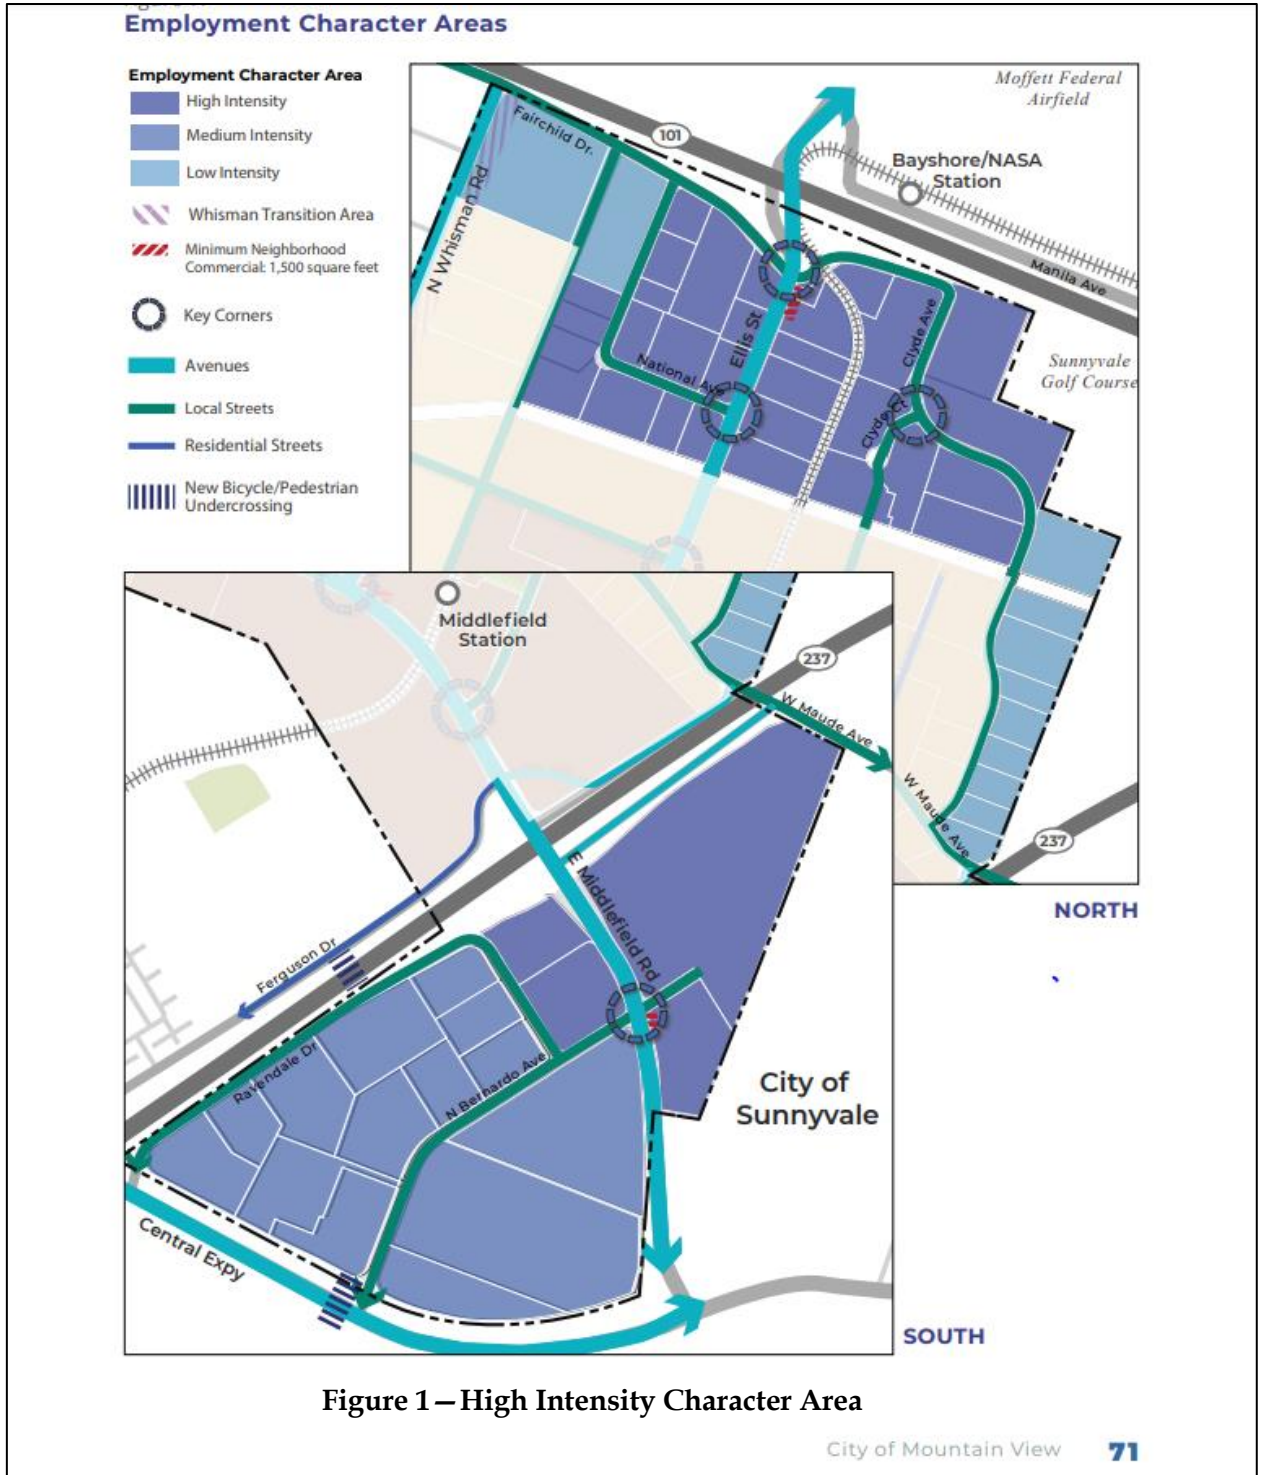 Employment Character Areas
Employment Character Area
High Intensity
Medium Intensity
Low Intensity
Whisman Transition Area
Minimum Neighborhood
Commercial: 1,500 square feet
Key Corners
Avenues
Local Streets
Residential Streets
New Bicycle/Pedestrian
Undercrossing
Moffett Federal
Airfield
Fairchild Dr.
101
Bayshore/NASA
Station
N Whisman Rd
Manila Ave
Ellis St
Clyde Ave
Sunnyvale
Golf Course
National Ave
Clyde Ct
W Maude Ave
237
NORTH
Middlefield
Station
237
W Maude Ave
E Middlefield Rd
Ferguson Dr
Ravendale Dr
N Bernardo Ave
City of
Sunnyvale
Central Expy
SOUTH
Figure 1—High Intensity Character Area
City of Mountain View 71